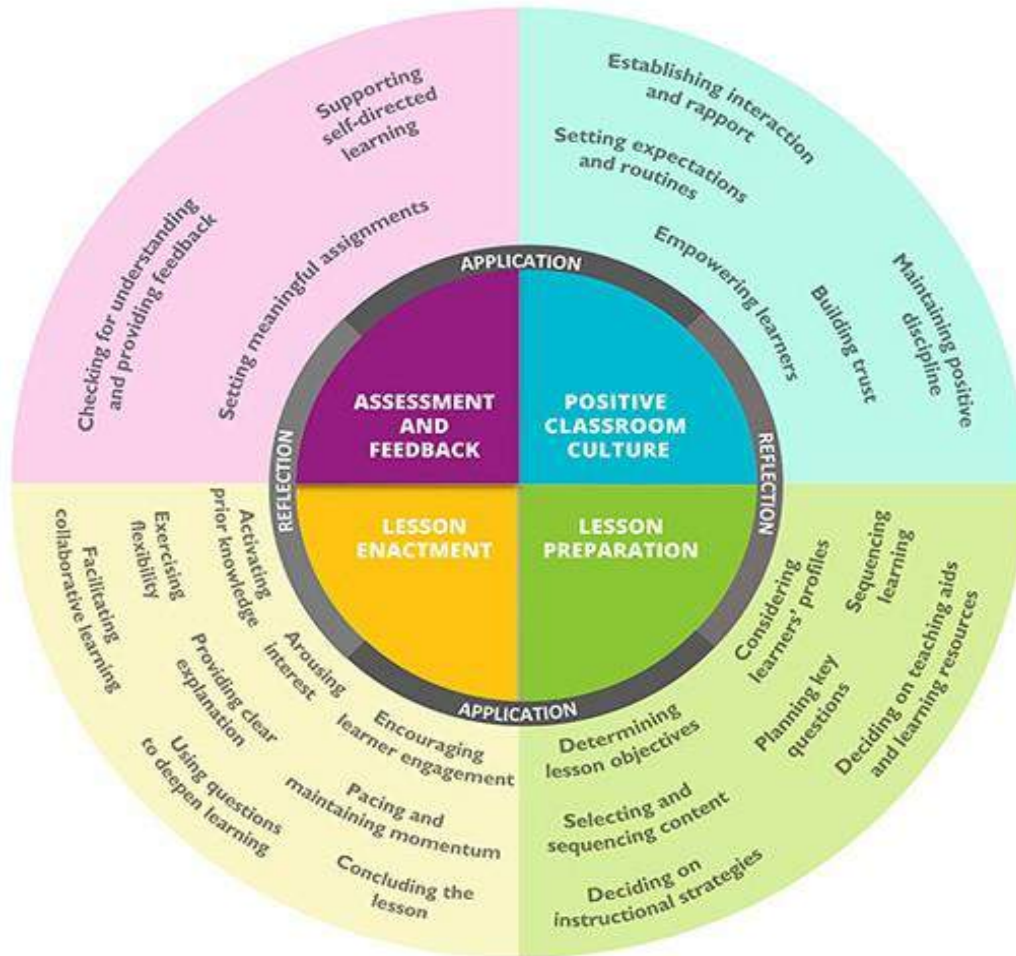 Supporting
self-directed
learning
Checking for understanding
and providing feedback
Setting meaningful assignments
Establishing interaction
and rapport
Setting expectations
and routines
Empowering learners
Building trust
Maintaining positive
discipline
APPLICATION
REFLECTION
REFLECTION
APPLICATION
ASSESSMENT
AND
FEEDBACK
POSITIVE
CLASSROOM
CULTURE
LESSON
ENACTMENT
LESSON
PREPARATION
Activating
prior knowledge
Exercising
flexibility
Facilitating
collaborative learning
Arousing
interest
Providing clear
explanation
Using questions
to deepen learning
Encouraging
learner engagement
Pacing and
maintaining momentum
Concluding the
lesson
Considering
learners' profiles
Sequencing
learning
Planning key
questions
Deciding on teaching aids
and learning resources
Determining
lesson objectives
Selecting and
sequencing content
Deciding on
instructional strategies